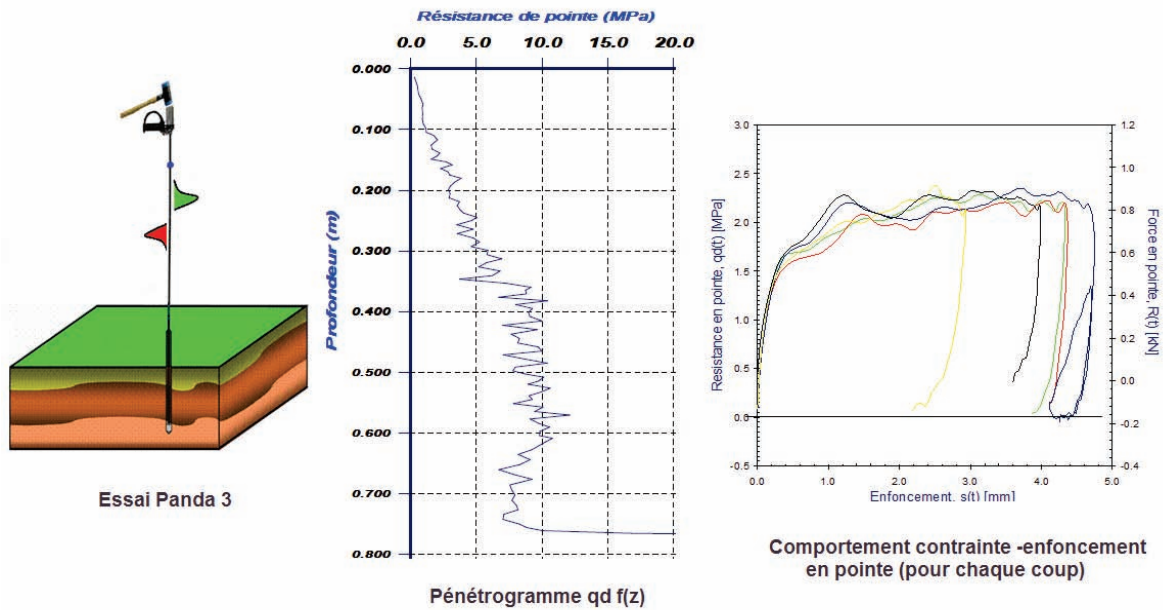 Essai Panda 3
Résistance de pointe (MPa)
0.0 5.0 10.0 15.0 20.0
Profondeur (m)
0.000
0.100
0.200
0.300
0.400
0.500
0.600
0.700
0.800
Pénétrogramme qd f(z)
Resistance en pointe, qd(t) [MPa]
3.0
2.5
2.0
1.5
1.0
0.5
0.0
-0.5
0.0 1.0 2.0 3.0 4.0 5.0
Enfoncement, s(t) [mm]
1.2
1.0
0.8
0.6
0.4
0.2
0.0
-0.2
-0.4
Force en pointe, R(t) [kN]
Comportement contrainte -enfoncement
en pointe (pour chaque coup)